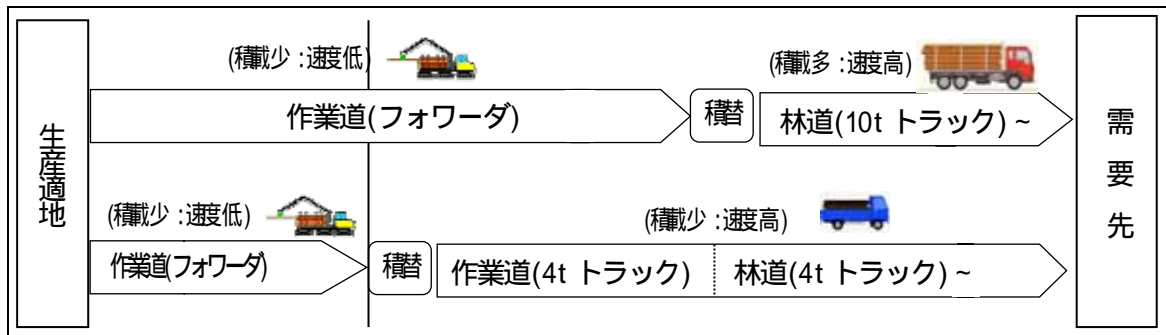 生産適地
(積載少:速度低)
作業道(フォワーダ)
積替
(積載多:速度高)
林道(10t トラック)~
(積載少:速度低)
作業道(フォワーダ)
積替
(積載少:速度高)
作業道(4t トラック)
林道(4t トラック)~
需要先